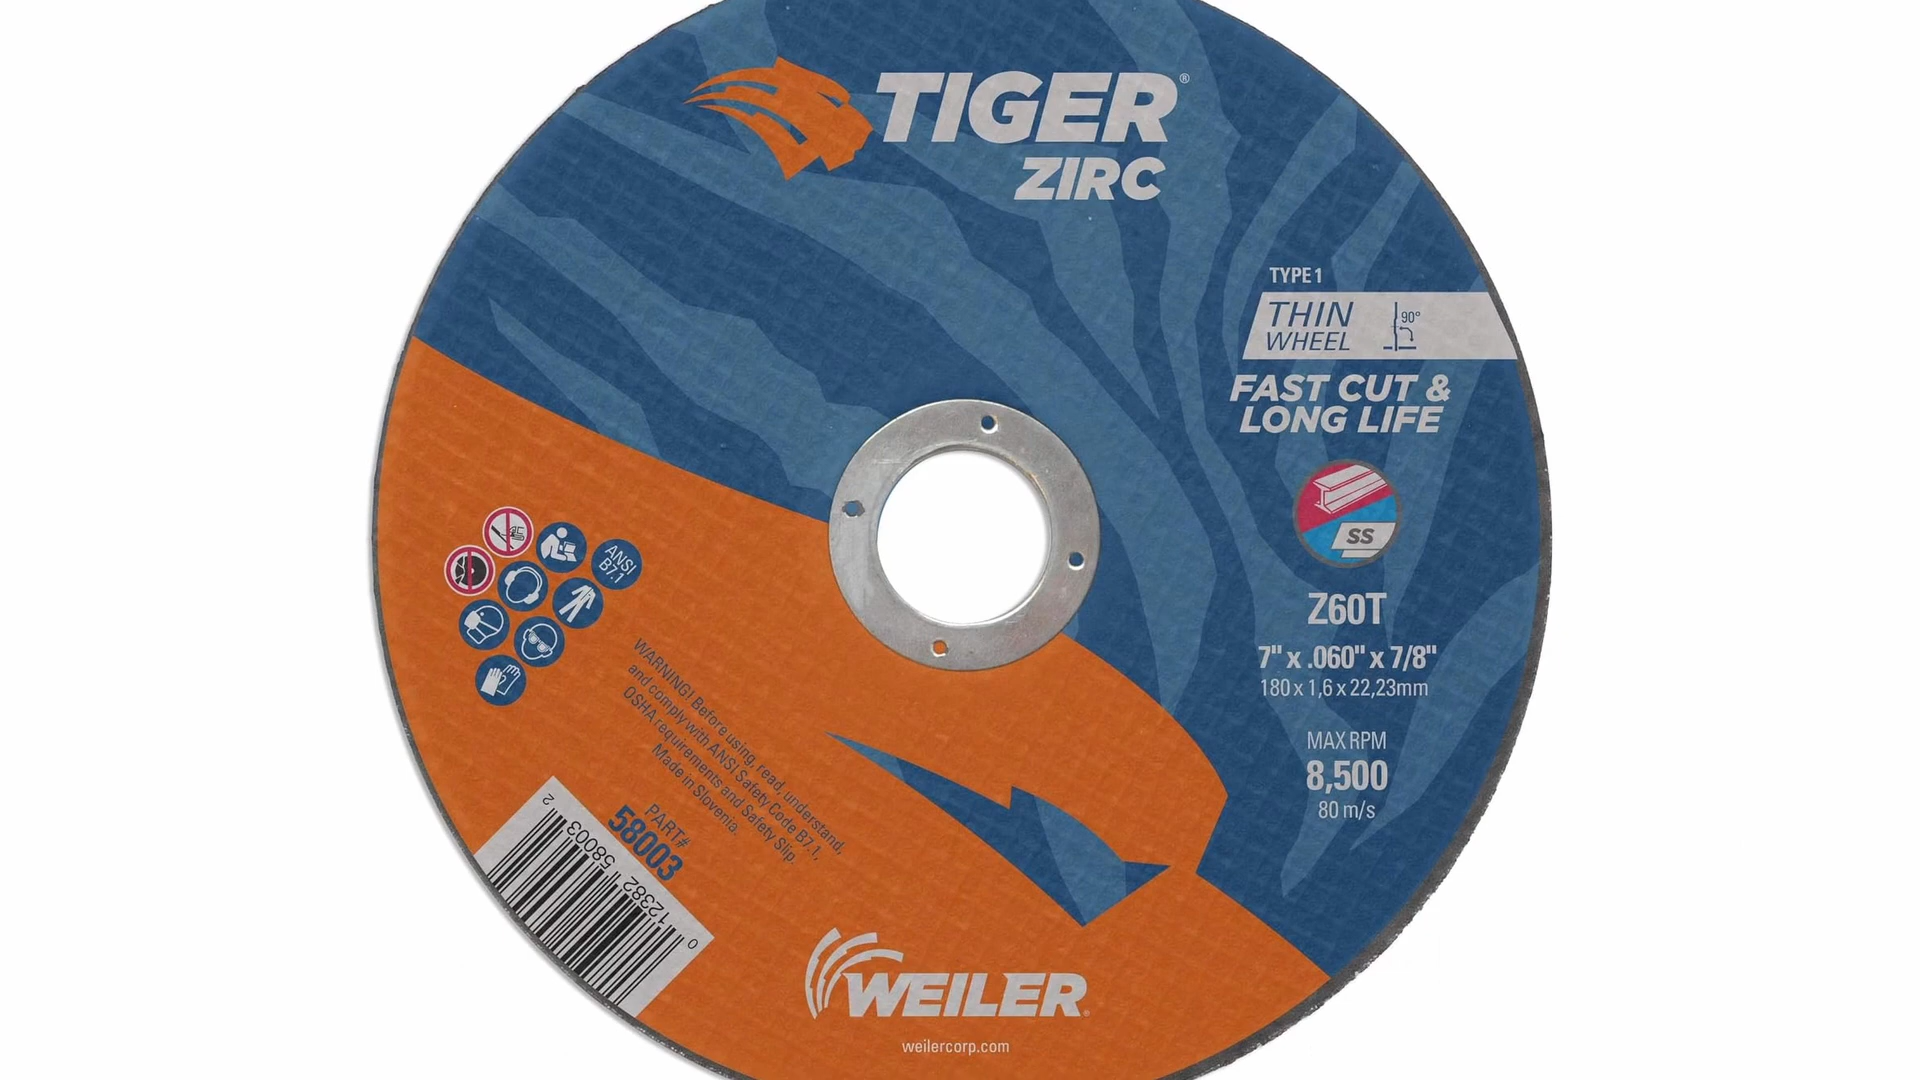 TIGER®
ZIRC
TYPE 1
THIN
WHEEL
90°
FAST CUT &
LONG LIFE
SS
Z60T
7" x .060" x 7/8"
180 x 1,6 x 22,23mm
MAX RPM
8,500
80 m/s
ANSI
B7.1
WARNING! Before using, read, understand,
and comply with ANSI Safety Code B7.1,
OSHA requirements and Safety Slip.
Made in Slovenia.
PART#
58003
0 12382 58003 2
WEILER®
weilercorp.com